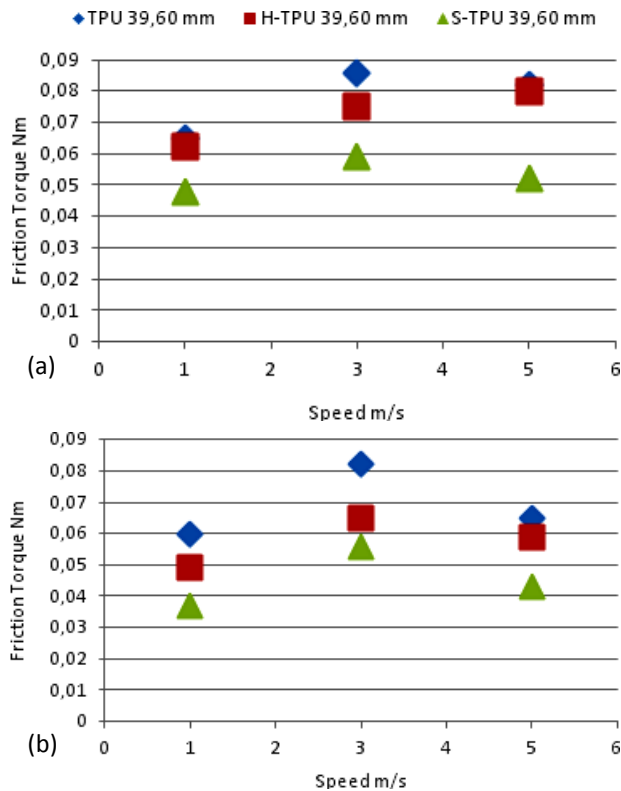 TPU 39,60 mm H-TPU 39,60 mm S-TPU 39,60 mm
0,09
0,08
0,07
0,06
0,05
0,04
0,03
0,02
0,01
0
Friction Torque Nm
0 1 2 3 4 5 6
(a)
Speed m/s
0,09
0,08
0,07
0,06
0,05
0,04
0,03
0,02
0,01
0
Friction Torque Nm
0 1 2 3 4 5 6
(b)
Speed m/s